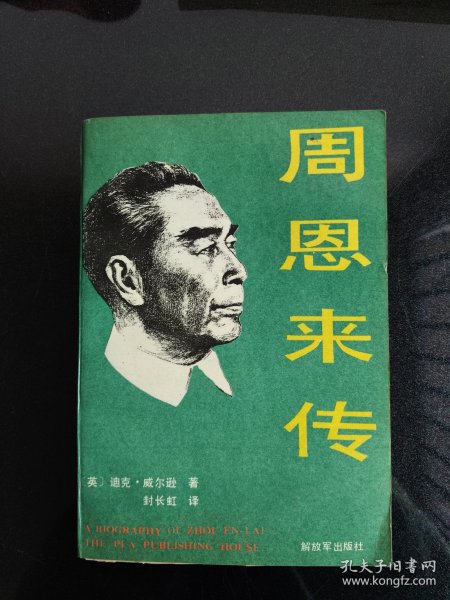 周恩来传
〔英〕迪克·威尔逊 著
封长虹 译
A BIOGRAPHY OF ZHOU EN-LAI
THE PLA PUBLISHING HOUSE
解放军出版社
孔夫子旧书网
www.kongfz.com